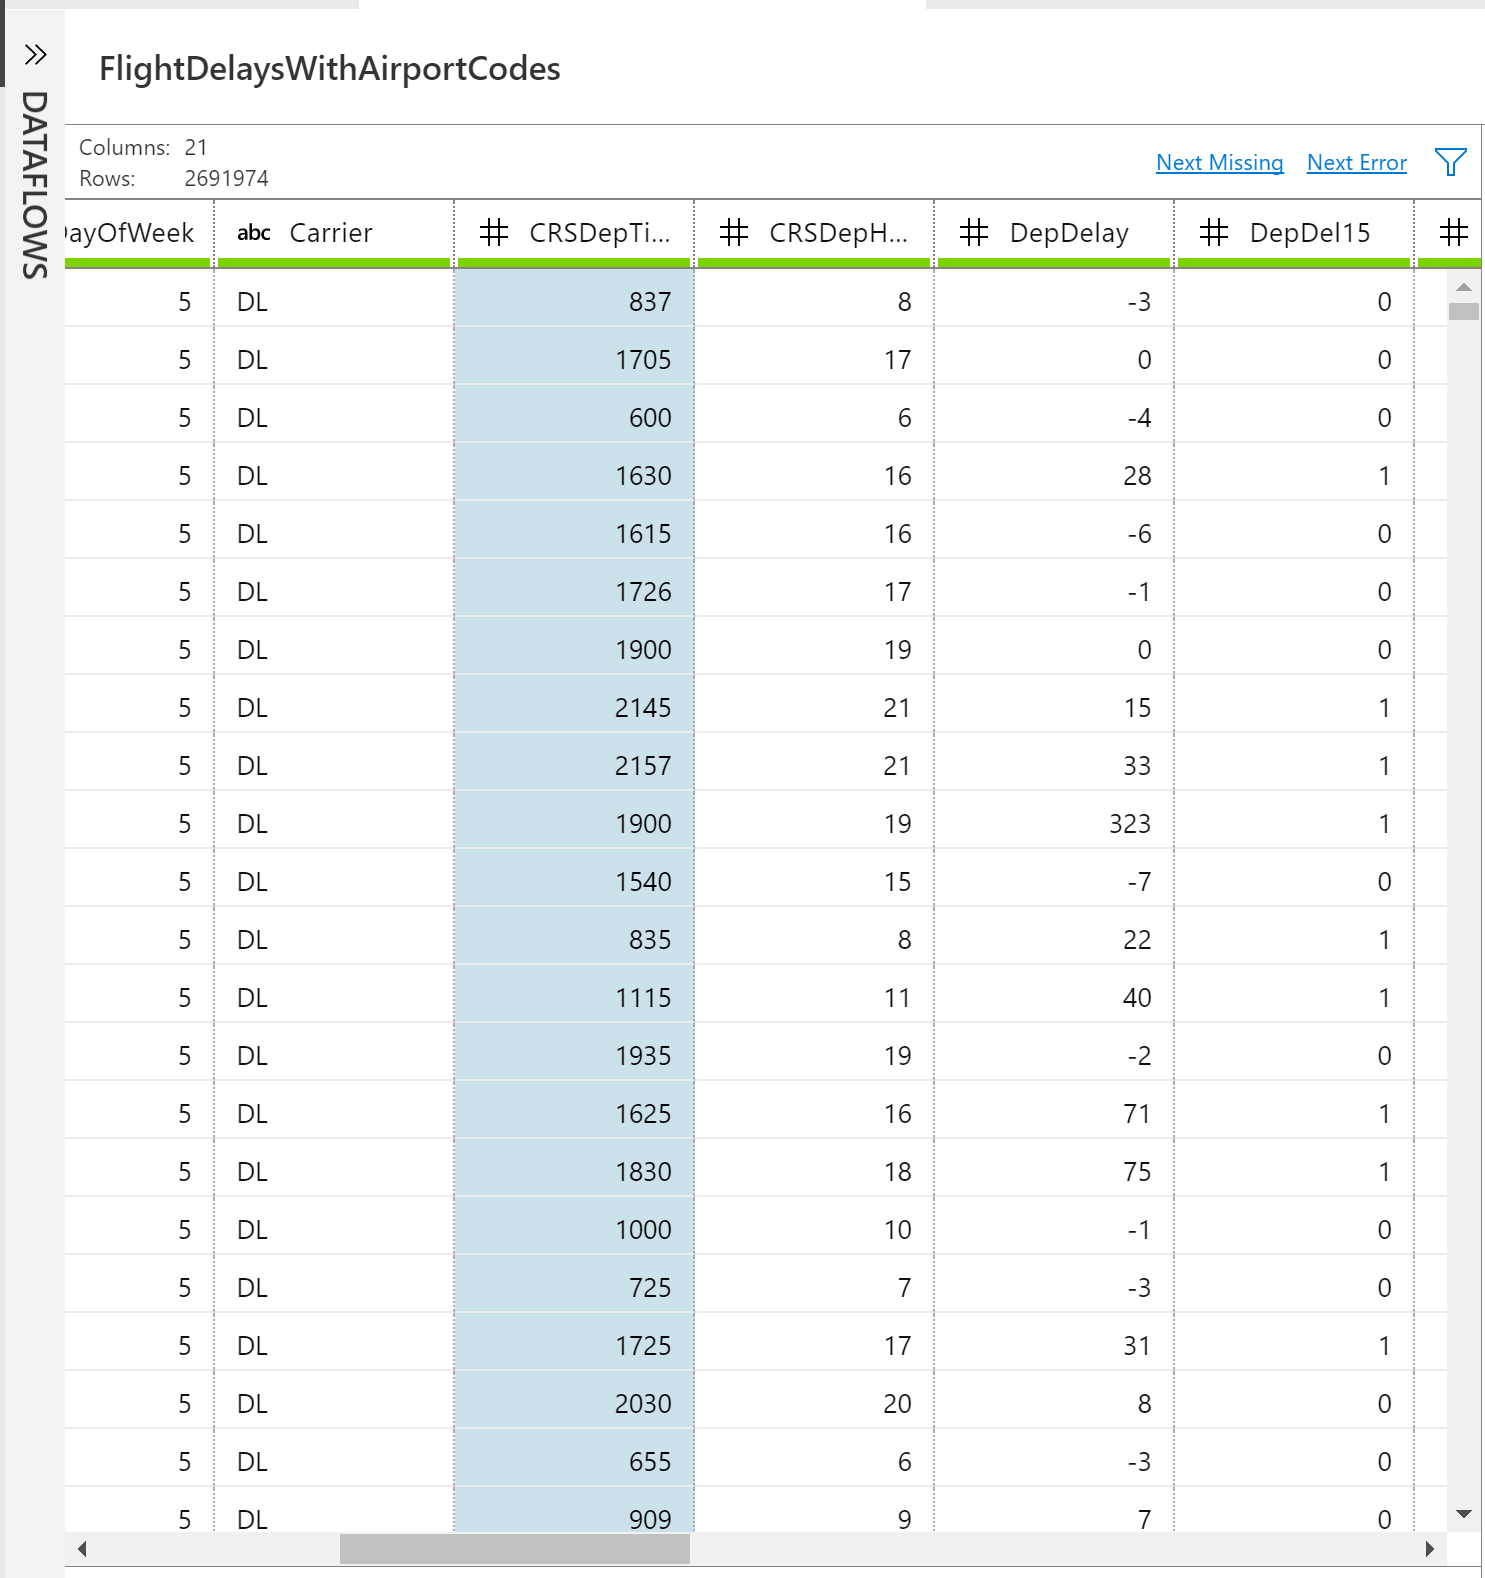 DATAFLOWS
FlightDelaysWithAirportCodes
Columns: 21
Rows: 2691974
Next Missing Next Error
DayOfWeek abc Carrier # CRSDepTi... # CRSDepH... # DepDelay # DepDel15 #
5 DL 837 8 -3 0
5 DL 1705 17 0 0
5 DL 600 6 -4 0
5 DL 1630 16 28 1
5 DL 1615 16 -6 0
5 DL 1726 17 -1 0
5 DL 1900 19 0 0
5 DL 2145 21 15 1
5 DL 2157 21 33 1
5 DL 1900 19 323 1
5 DL 1540 15 -7 0
5 DL 835 8 22 1
5 DL 1115 11 40 1
5 DL 1935 19 -2 0
5 DL 1625 16 71 1
5 DL 1830 18 75 1
5 DL 1000 10 -1 0
5 DL 725 7 -3 0
5 DL 1725 17 31 1
5 DL 2030 20 8 0
5 DL 655 6 -3 0
5 DL 909 9 7 0